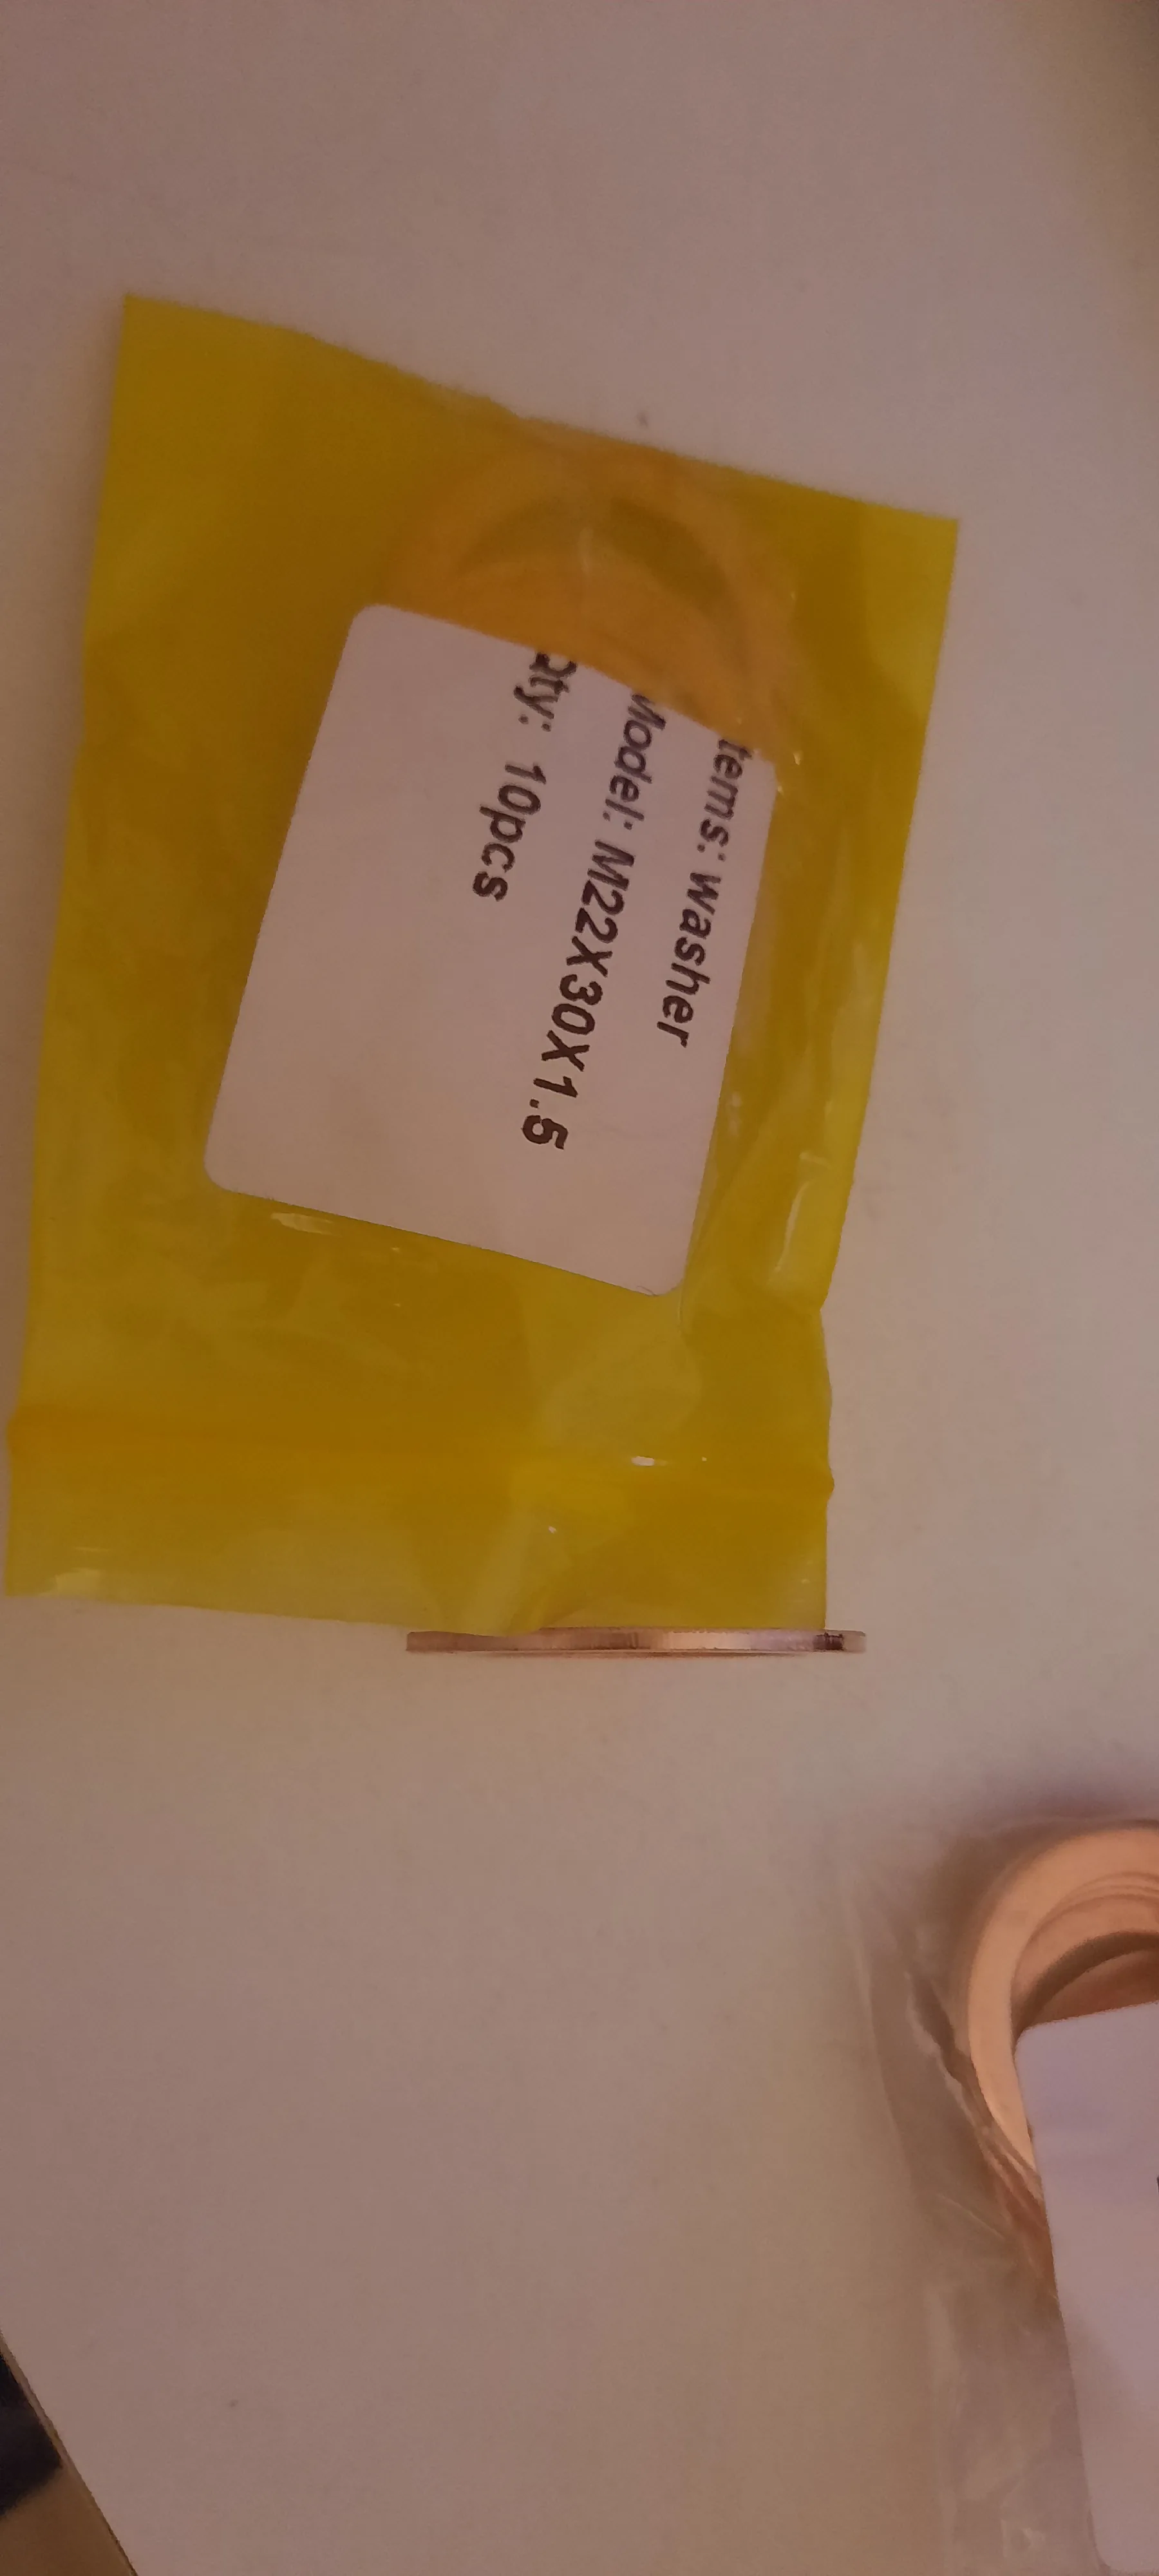 tems: washer
Model: M22X30X1.5
Qty: 10pcs